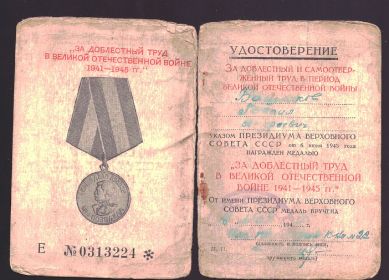 "ЗА ДОБЛЕСТНЫЙ ТРУД
В ВЕЛИКОЙ ОТЕЧЕСТВЕННОЙ ВОЙНЕ
1941—1945 гг."
Е №0313224 *
УДОСТОВЕРЕНИЕ
ЗА ДОБЛЕСТНЫЙ И САМООТВЕР-
ЖЕННЫЙ ТРУД В ПЕРИОД
ВЕЛИКОЙ ОТЕЧЕСТВЕННОЙ ВОЙНЫ
УКАЗОМ ПРЕЗИДИУМА ВЕРХОВНОГО
СОВЕТА СССР от 6 июня 1945 года
НАГРАЖДЕН МЕДАЛЬЮ
"ЗА ДОБЛЕСТНЫЙ ТРУД
В ВЕЛИКОЙ ОТЕЧЕСТВЕННОЙ
ВОЙНЕ 1941—1945 гг."
От имени ПРЕЗИДИУМА ВЕРХОВНОГО
СОВЕТА СССР МЕДАЛЬ ВРУЧЕНА
194 г.
М. П.